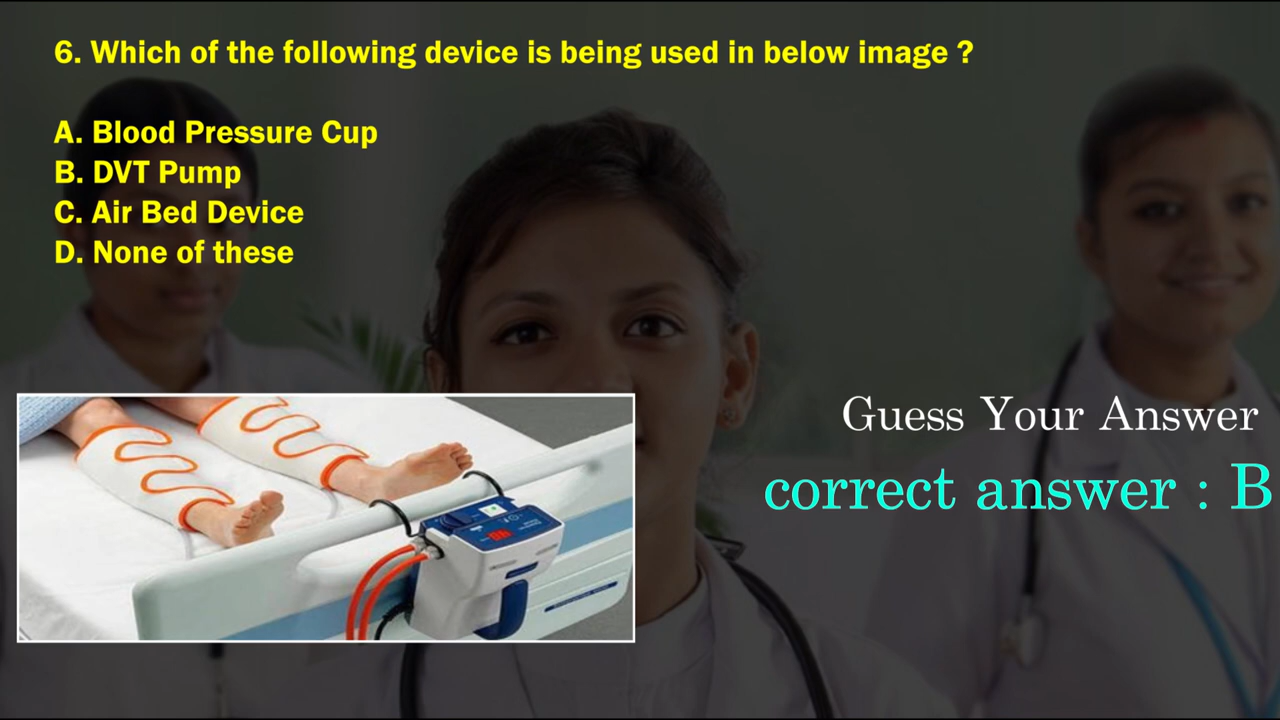 6. Which of the following device is being used in below image ?
A. Blood Pressure Cup
B. DVT Pump
C. Air Bed Device
D. None of these
Guess Your Answer
correct answer : B